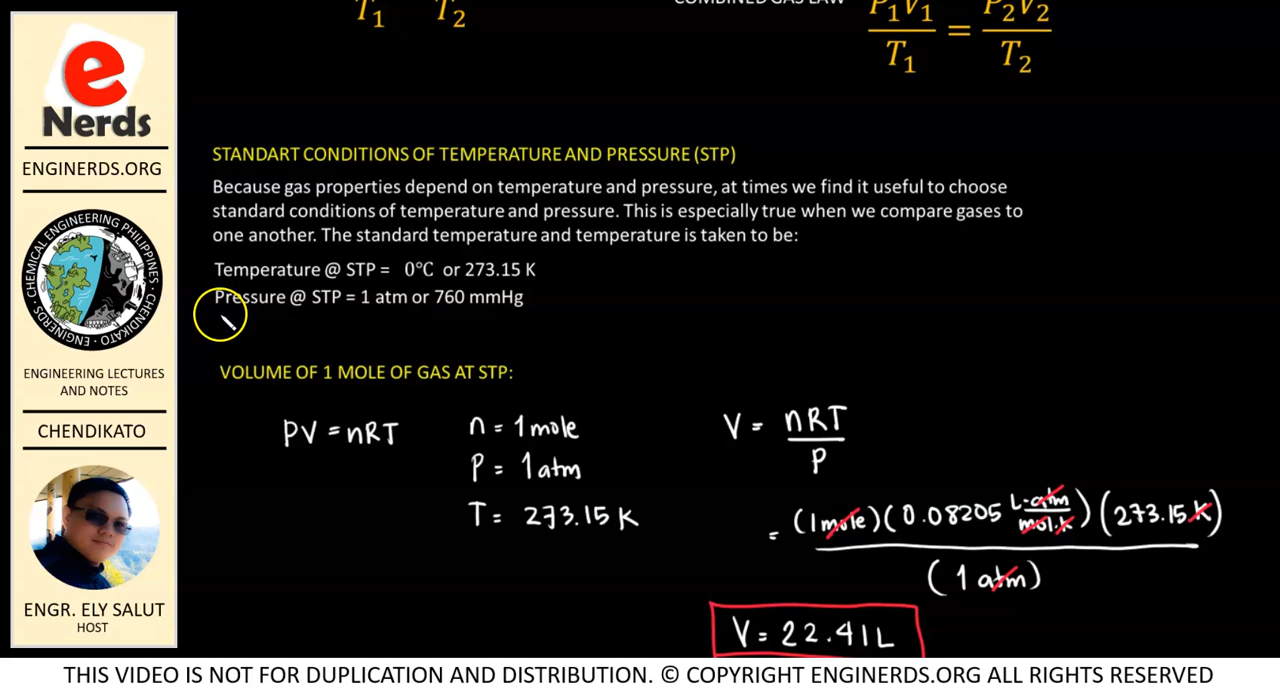 T₁ T₂
COMBINED GAS LAW
P₁V₁/T₁ = P₂V₂/T₂
e
Nerds
ENGINERDS.ORG
CHEMICAL ENGINEERING PHILIPPINES
CHENDIKATO - ENGINERDS
ENGINEERING LECTURES
AND NOTES
CHENDIKATO
ENGR. ELY SALUT
HOST
STANDART CONDITIONS OF TEMPERATURE AND PRESSURE (STP)
Because gas properties depend on temperature and pressure, at times we find it useful to choose
standard conditions of temperature and pressure. This is especially true when we compare gases to
one another. The standard temperature and temperature is taken to be:
Temperature @ STP = 0°C or 273.15 K
Pressure @ STP = 1 atm or 760 mmHg
VOLUME OF 1 MOLE OF GAS AT STP:
PV = nRT
n = 1 mole
P = 1 atm
T = 273.15 K
V = nRT/P
= (1 mole)(0.08205 L-atm/mol.K)(273.15 K)
(1 atm)
V = 22.41 L
THIS VIDEO IS NOT FOR DUPLICATION AND DISTRIBUTION. © COPYRIGHT ENGINERDS.ORG ALL RIGHTS RESERVED